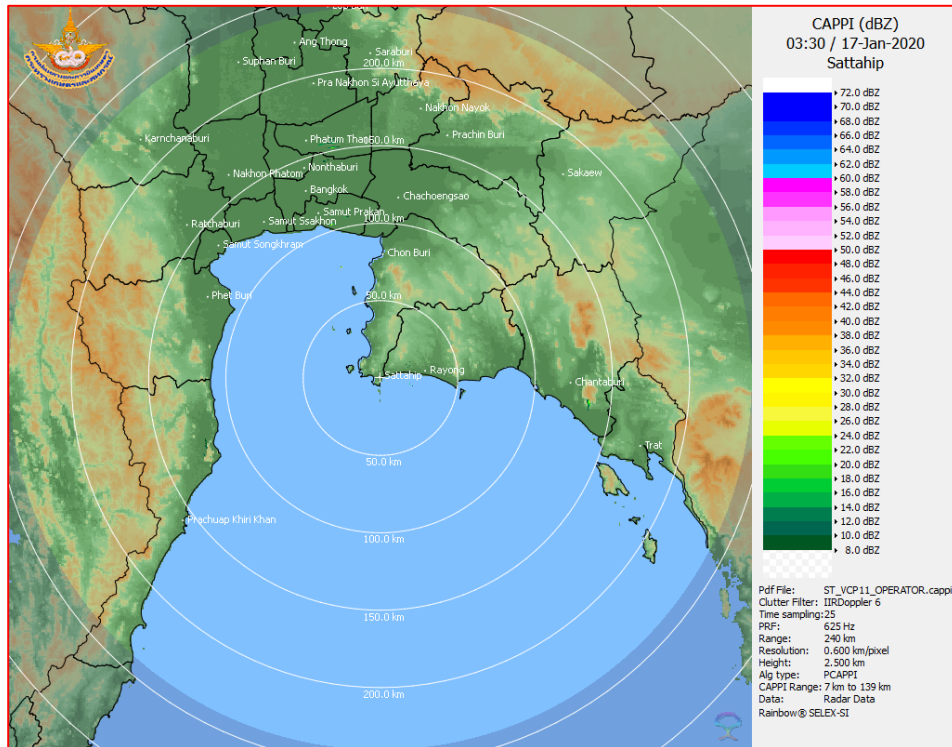 CAPPI (dBZ)
03:30 / 17-Jan-2020
Sattahip
72.0 dBZ
70.0 dBZ
68.0 dBZ
66.0 dBZ
64.0 dBZ
62.0 dBZ
60.0 dBZ
58.0 dBZ
56.0 dBZ
54.0 dBZ
52.0 dBZ
50.0 dBZ
48.0 dBZ
46.0 dBZ
44.0 dBZ
42.0 dBZ
40.0 dBZ
38.0 dBZ
36.0 dBZ
34.0 dBZ
32.0 dBZ
30.0 dBZ
28.0 dBZ
26.0 dBZ
24.0 dBZ
22.0 dBZ
20.0 dBZ
18.0 dBZ
16.0 dBZ
14.0 dBZ
12.0 dBZ
10.0 dBZ
8.0 dBZ
Pdf File: ST_VCP11_OPERATOR.cappi
Clutter Filter: IIRDoppler 6
Time sampling:25
PRF: 625 Hz
Range: 240 km
Resolution: 0.600 km/pixel
Height: 2.500 km
Alg type: PCAPPI
CAPPI Range: 7 km to 139 km
Data: Radar Data
Rainbow® SELEX-SI
Ang Thong
Saraburi
Suphan Buri
200.0 km
Pra Nakhon Si Ayutthaya
Nakhon Nayok
Karnchanaburi
Phatum Than
50.0 km
Prachin Buri
Nonthaburi
Nakhon Phatom
Sakaew
Bangkok
Chachoengsao
Samut Prakan
Ratchaburi
Samut Ssakhon
100.0 km
Samut Songkhram
Chon Buri
Phet Buri
50.0 km
Sattahip
Rayong
Chantaburi
Trat
50.0 km
Prachuap Khiri Khan
100.0 km
150.0 km
200.0 km